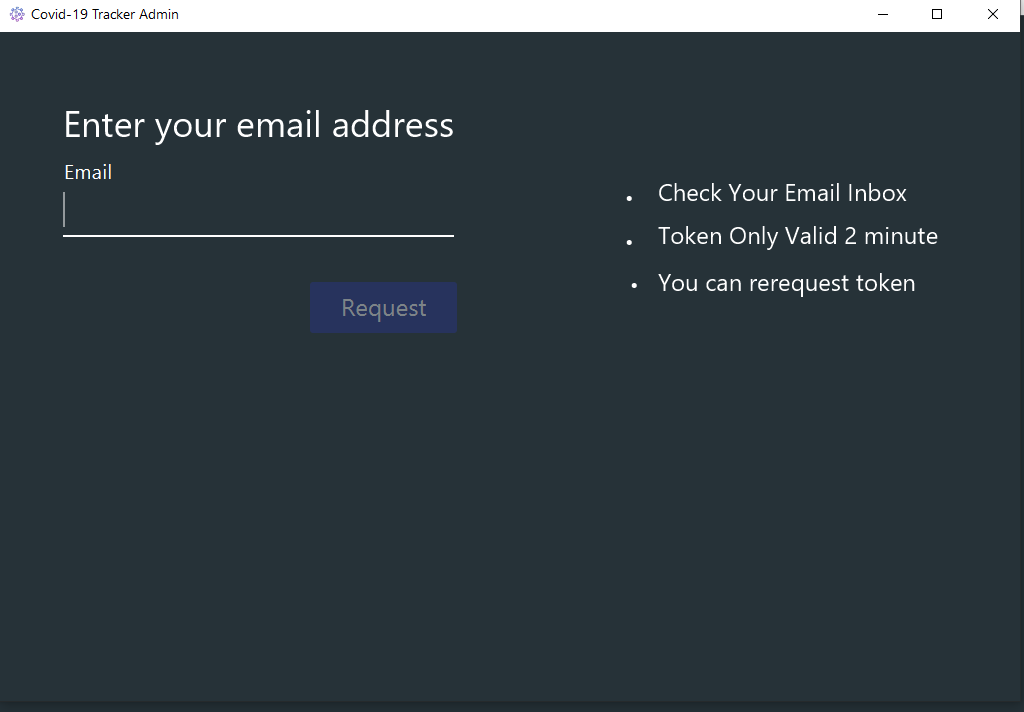 Covid-19 Tracker Admin
Enter your email address
Email
Request
• Check Your Email Inbox
• Token Only Valid 2 minute
• You can rerequest token